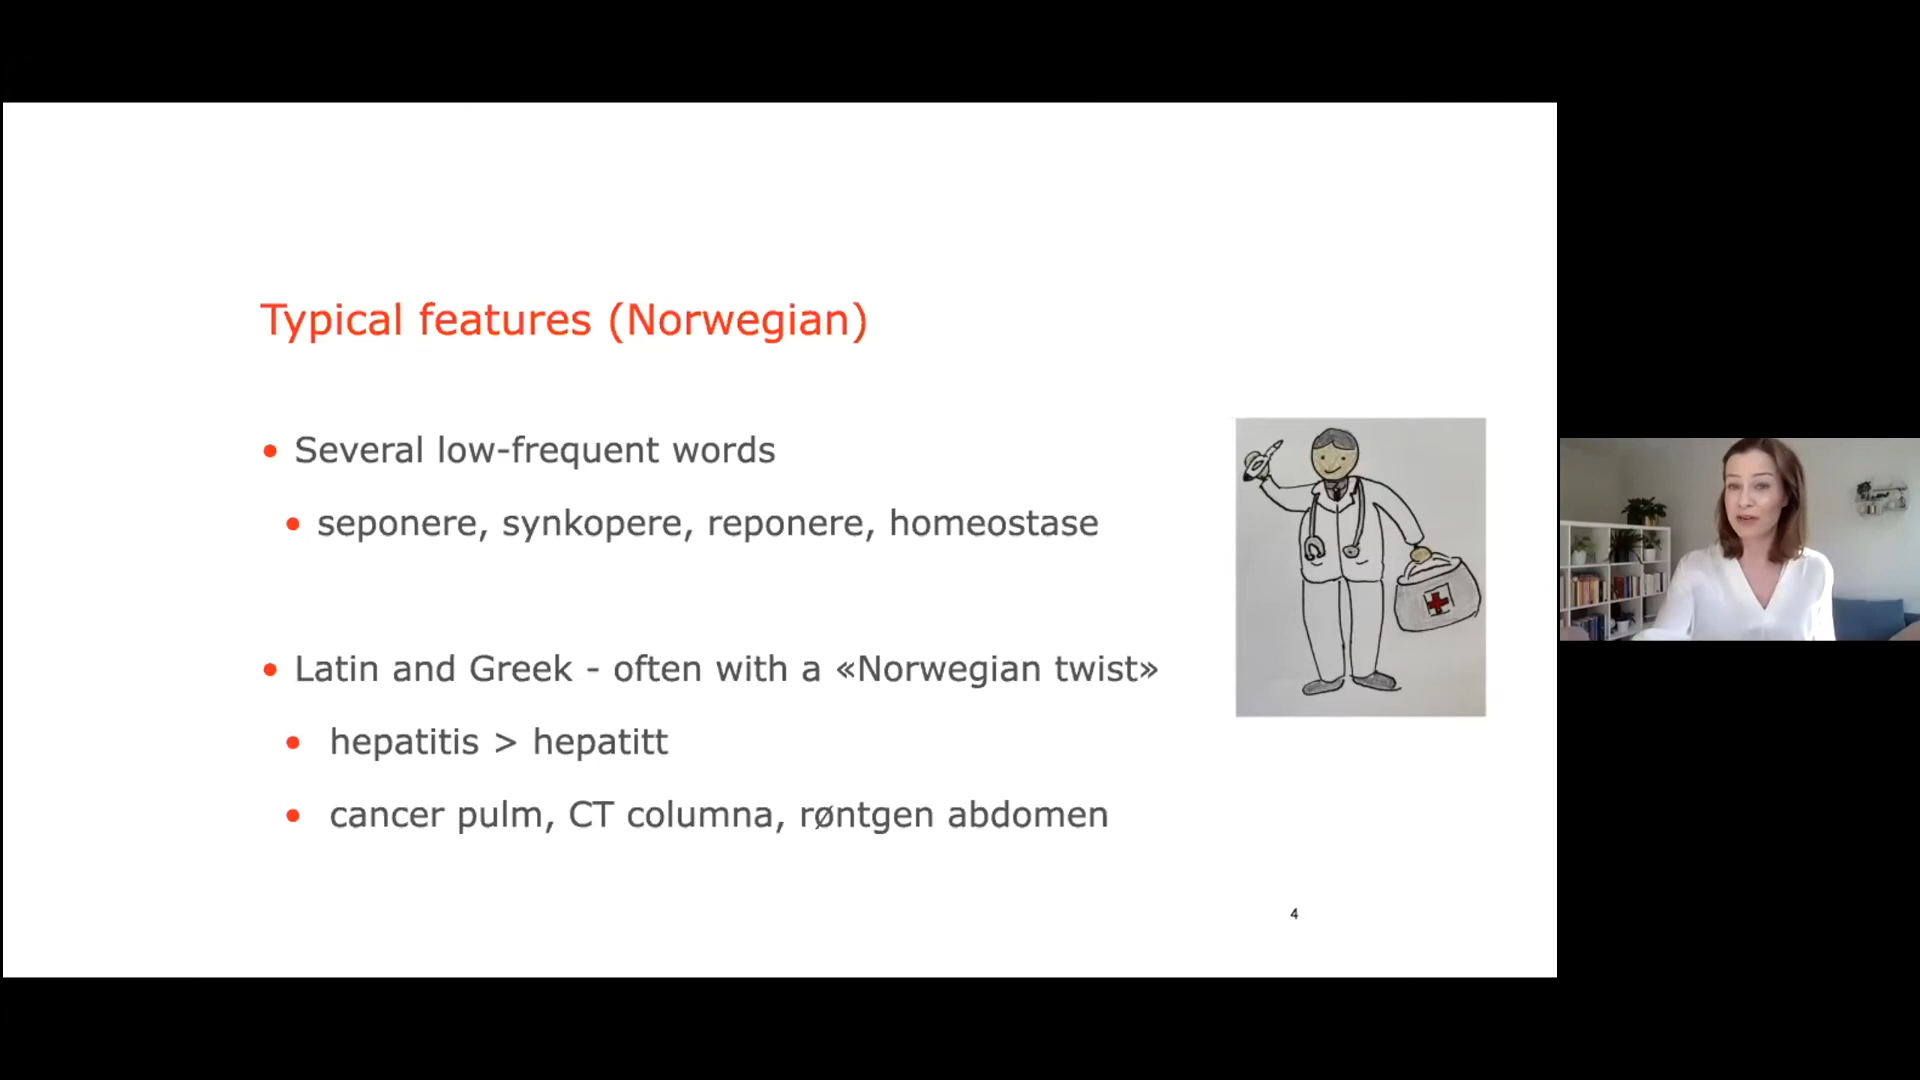 Typical features (Norwegian)
• Several low-frequent words
• seponere, synkopere, reponere, homeostase
• Latin and Greek - often with a «Norwegian twist»
• hepatitis > hepatitt
• cancer pulm, CT columna, røntgen abdomen
4